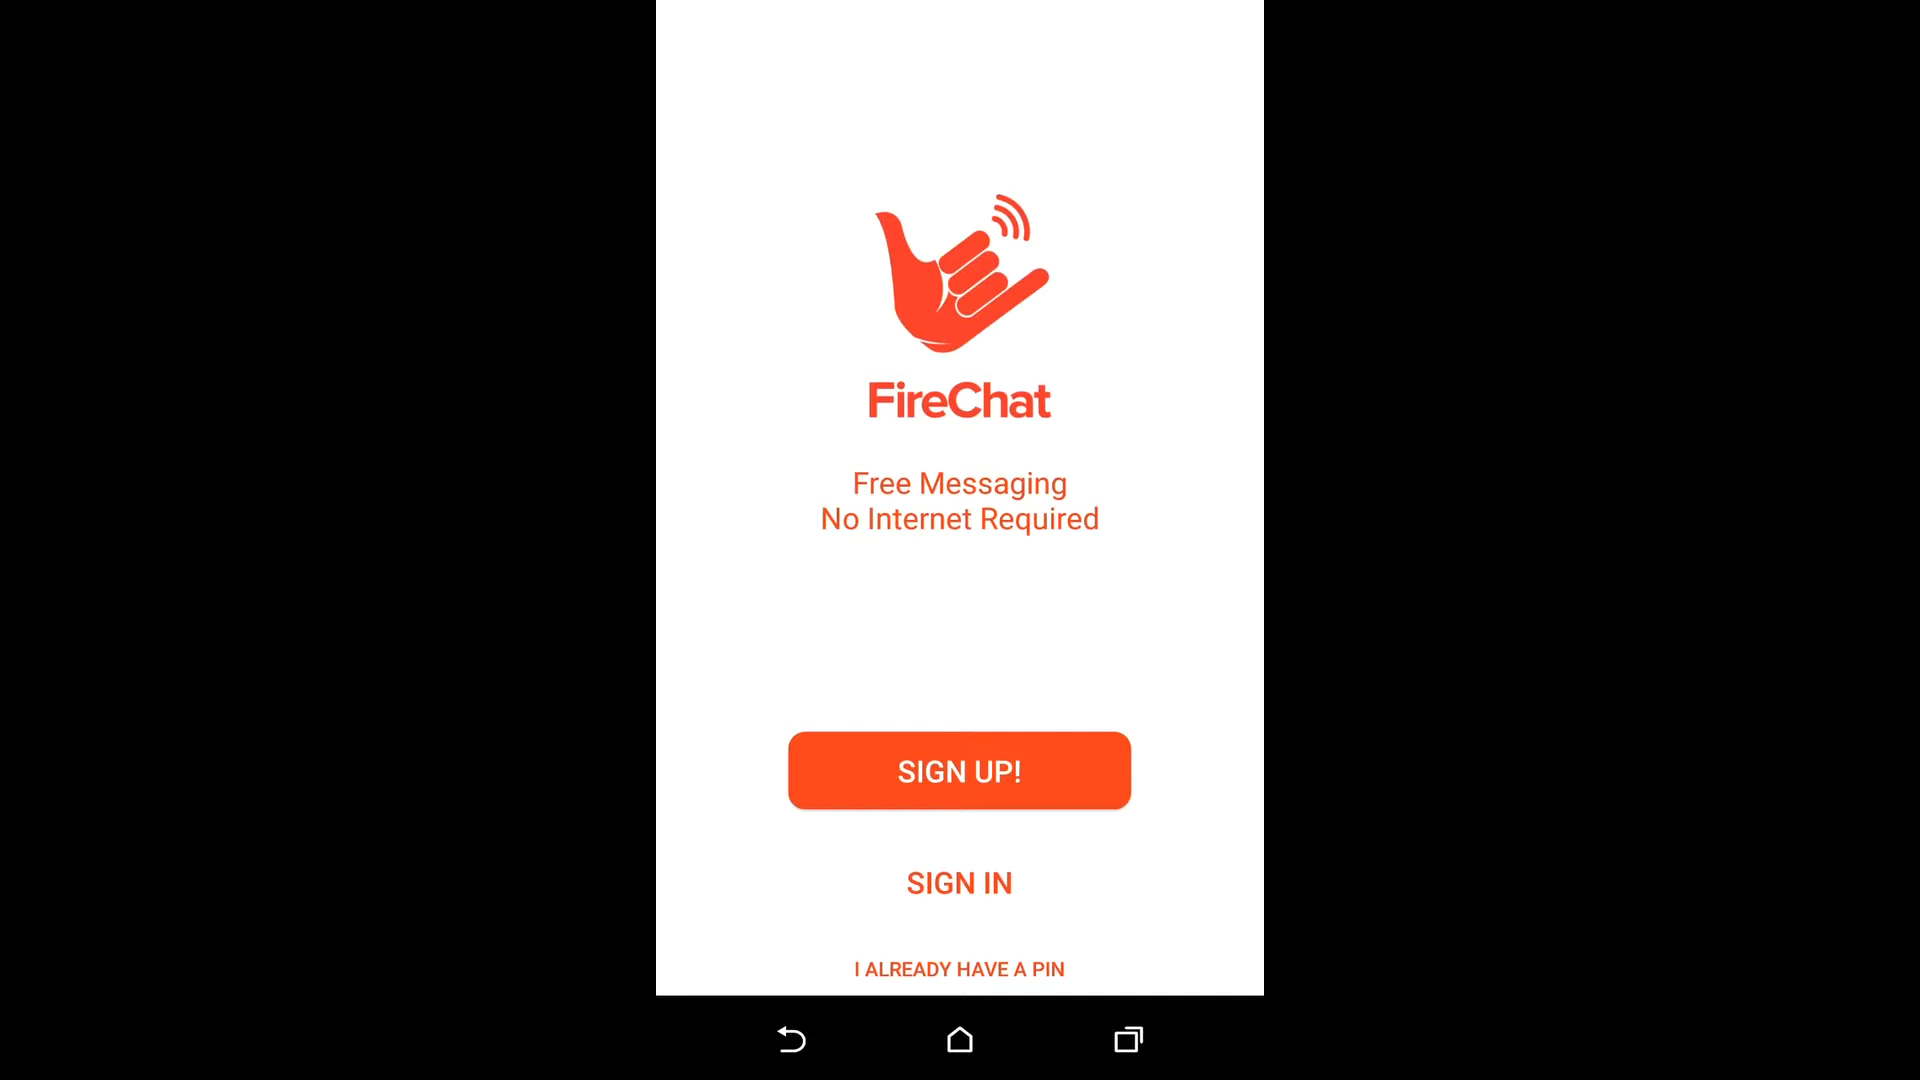 FireChat
Free Messaging
No Internet Required
SIGN UP!
SIGN IN
I ALREADY HAVE A PIN